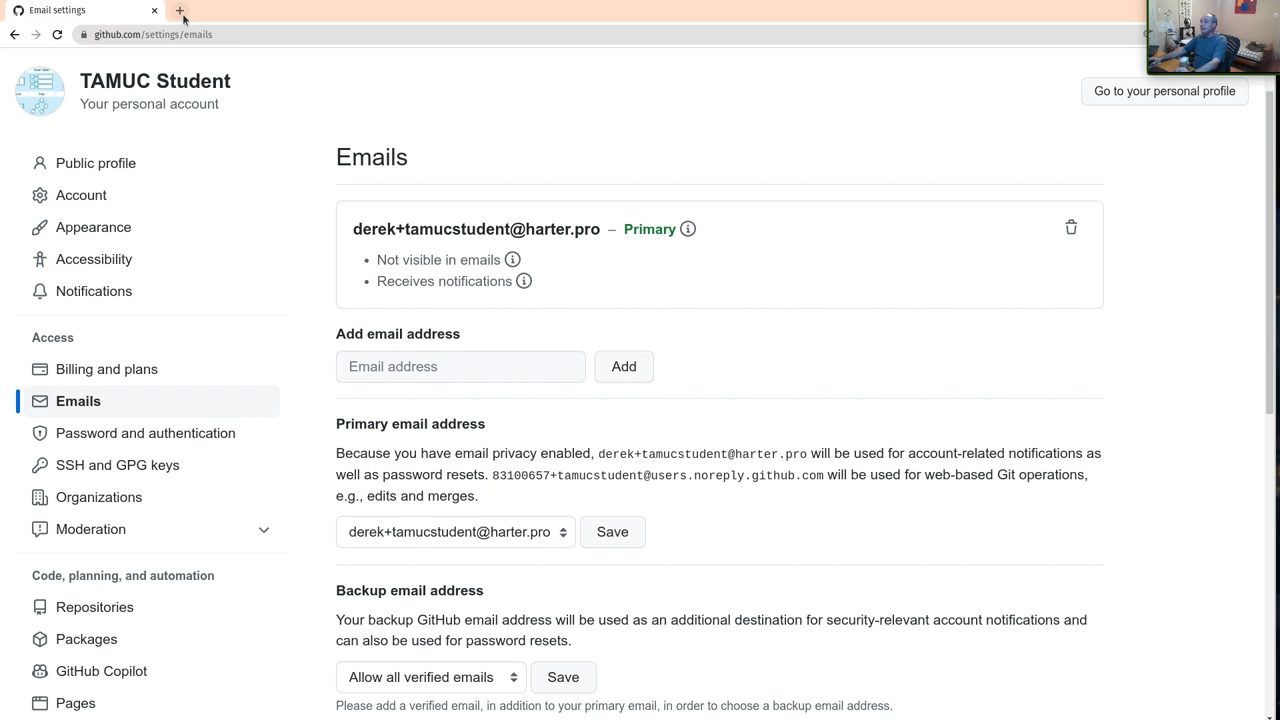 Email settings
github.com/settings/emails
TAMUC Student
Your personal account
Go to your personal profile
Public profile
Account
Appearance
Accessibility
Notifications
Access
Billing and plans
Emails
Password and authentication
SSH and GPG keys
Organizations
Moderation
Code, planning, and automation
Repositories
Packages
GitHub Copilot
Pages
Emails
derek+tamucstudent@harter.pro – Primary
• Not visible in emails
• Receives notifications
Add email address
Email address
Add
Primary email address
Because you have email privacy enabled, derek+tamucstudent@harter.pro will be used for account-related notifications as
well as password resets. 83100657+tamucstudent@users.noreply.github.com will be used for web-based Git operations,
e.g., edits and merges.
derek+tamucstudent@harter.pro
Save
Backup email address
Your backup GitHub email address will be used as an additional destination for security-relevant account notifications and
can also be used for password resets.
Allow all verified emails
Save
Please add a verified email, in addition to your primary email, in order to choose a backup email address.